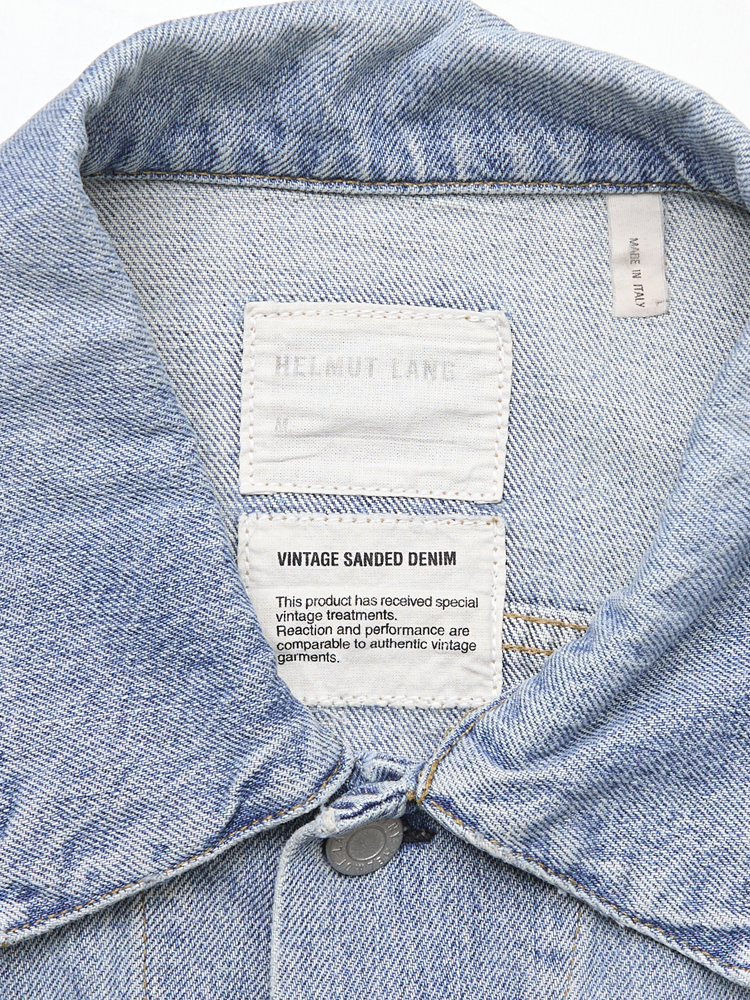 MADE IN ITALY
HELMUT LANG
M
VINTAGE SANDED DENIM
This product has received special
vintage treatments.
Reaction and performance are
comparable to authentic vintage
garments.